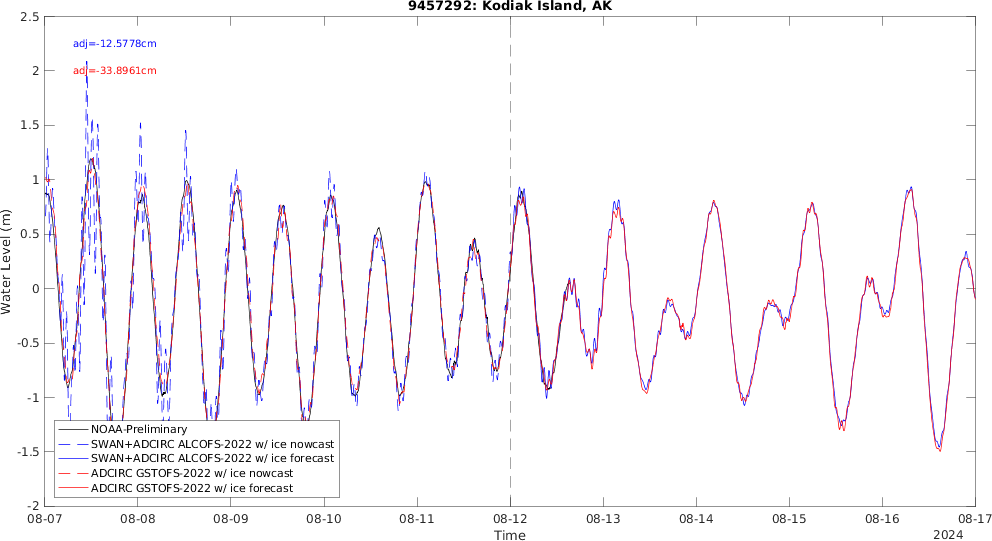 9457292: Kodiak Island, AK
2.5
adj=-12.5778cm
2
adj=-33.8961cm
1.5
1
0.5
0
-0.5
-1
-1.5
-2
Water Level (m)
NOAA-Preliminary
SWAN+ADCIRC ALCOFS-2022 w/ ice nowcast
SWAN+ADCIRC ALCOFS-2022 w/ ice forecast
ADCIRC GSTOFS-2022 w/ ice nowcast
ADCIRC GSTOFS-2022 w/ ice forecast
08-07 08-08 08-09 08-10 08-11 08-12 08-13 08-14 08-15 08-16 08-17
Time
2024